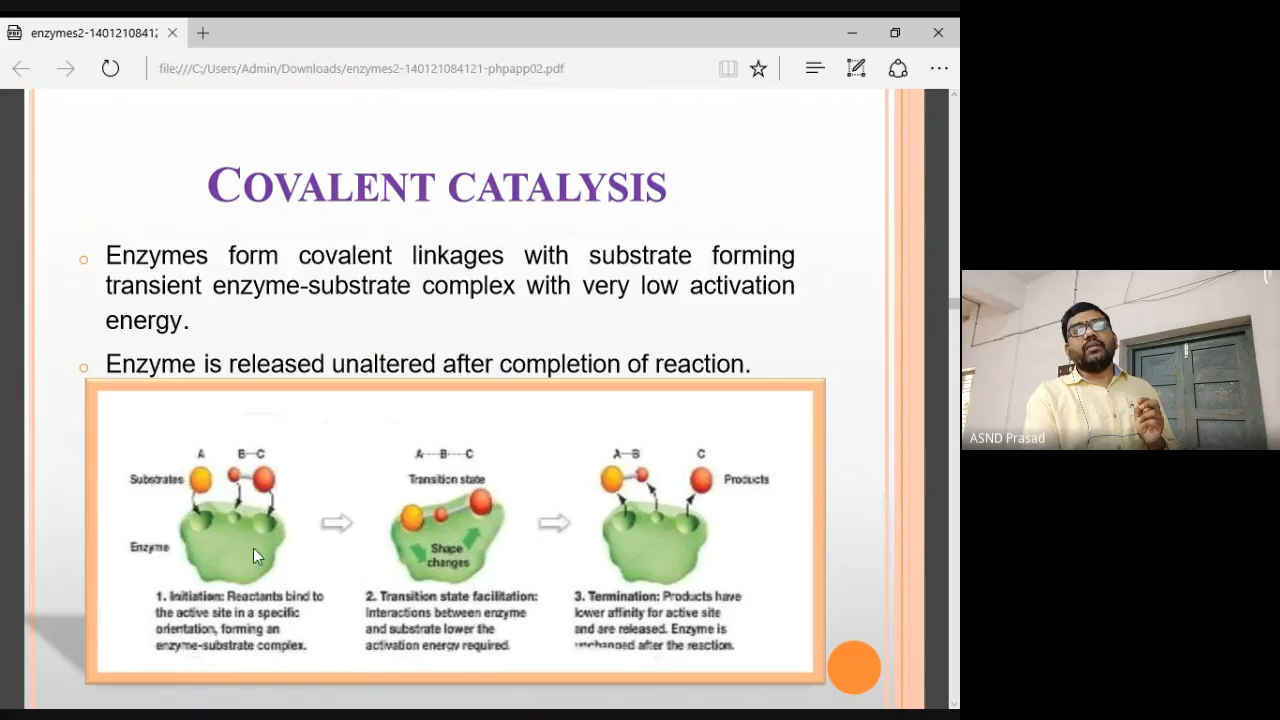 enzymes2-1401210841
file:///C:/Users/Admin/Downloads/enzymes2-140121084121-phpapp02.pdf
COVALENT CATALYSIS
Enzymes form covalent linkages with substrate forming
transient enzyme-substrate complex with very low activation
energy.
Enzyme is released unaltered after completion of reaction.
A B—C
Substrates
Enzyme
1. Initiation: Reactants bind to
the active site in a specific
orientation, forming an
enzyme-substrate complex.
A----B----C
Transition state
Shape
changes
2. Transition state facilitation:
Interactions between enzyme
and substrate lower the
activation energy required.
A—B C
Products
3. Termination: Products have
lower affinity for active site
and are released. Enzyme is
unchanged after the reaction.
ASND Prasad